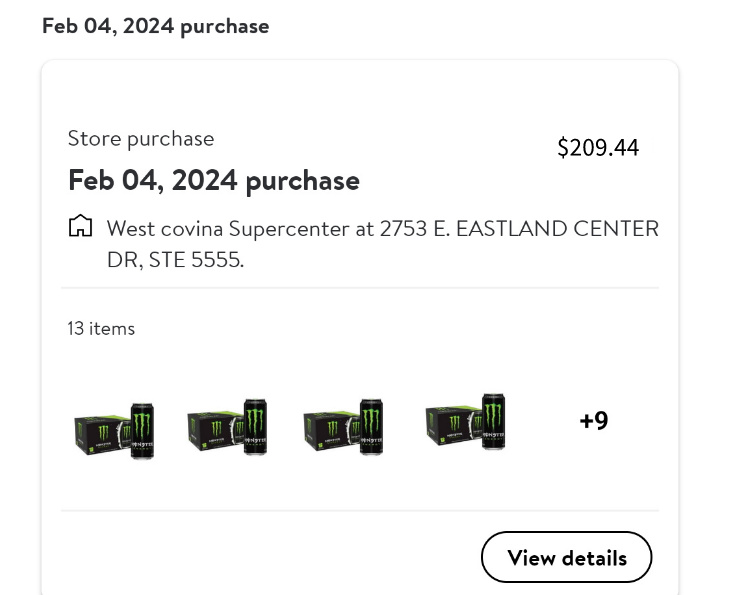 Feb 04, 2024 purchase
Store purchase
$209.44
Feb 04, 2024 purchase
West covina Supercenter at 2753 E. EASTLAND CENTER
DR, STE 5555.
13 items
+9
View details